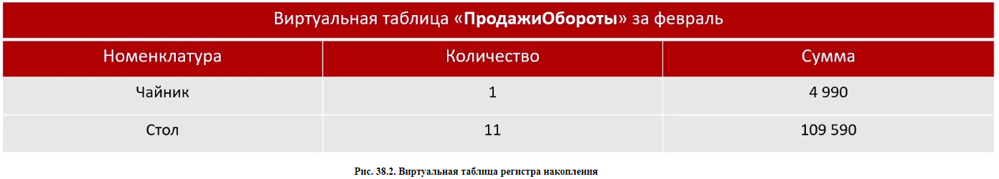 Виртуальная таблица «ПродажиОбороты» за февраль
Номенклатура Количество Сумма
Чайник 1 4 990
Стол 11 109 590
Рис. 38.2. Виртуальная таблица регистра накопления